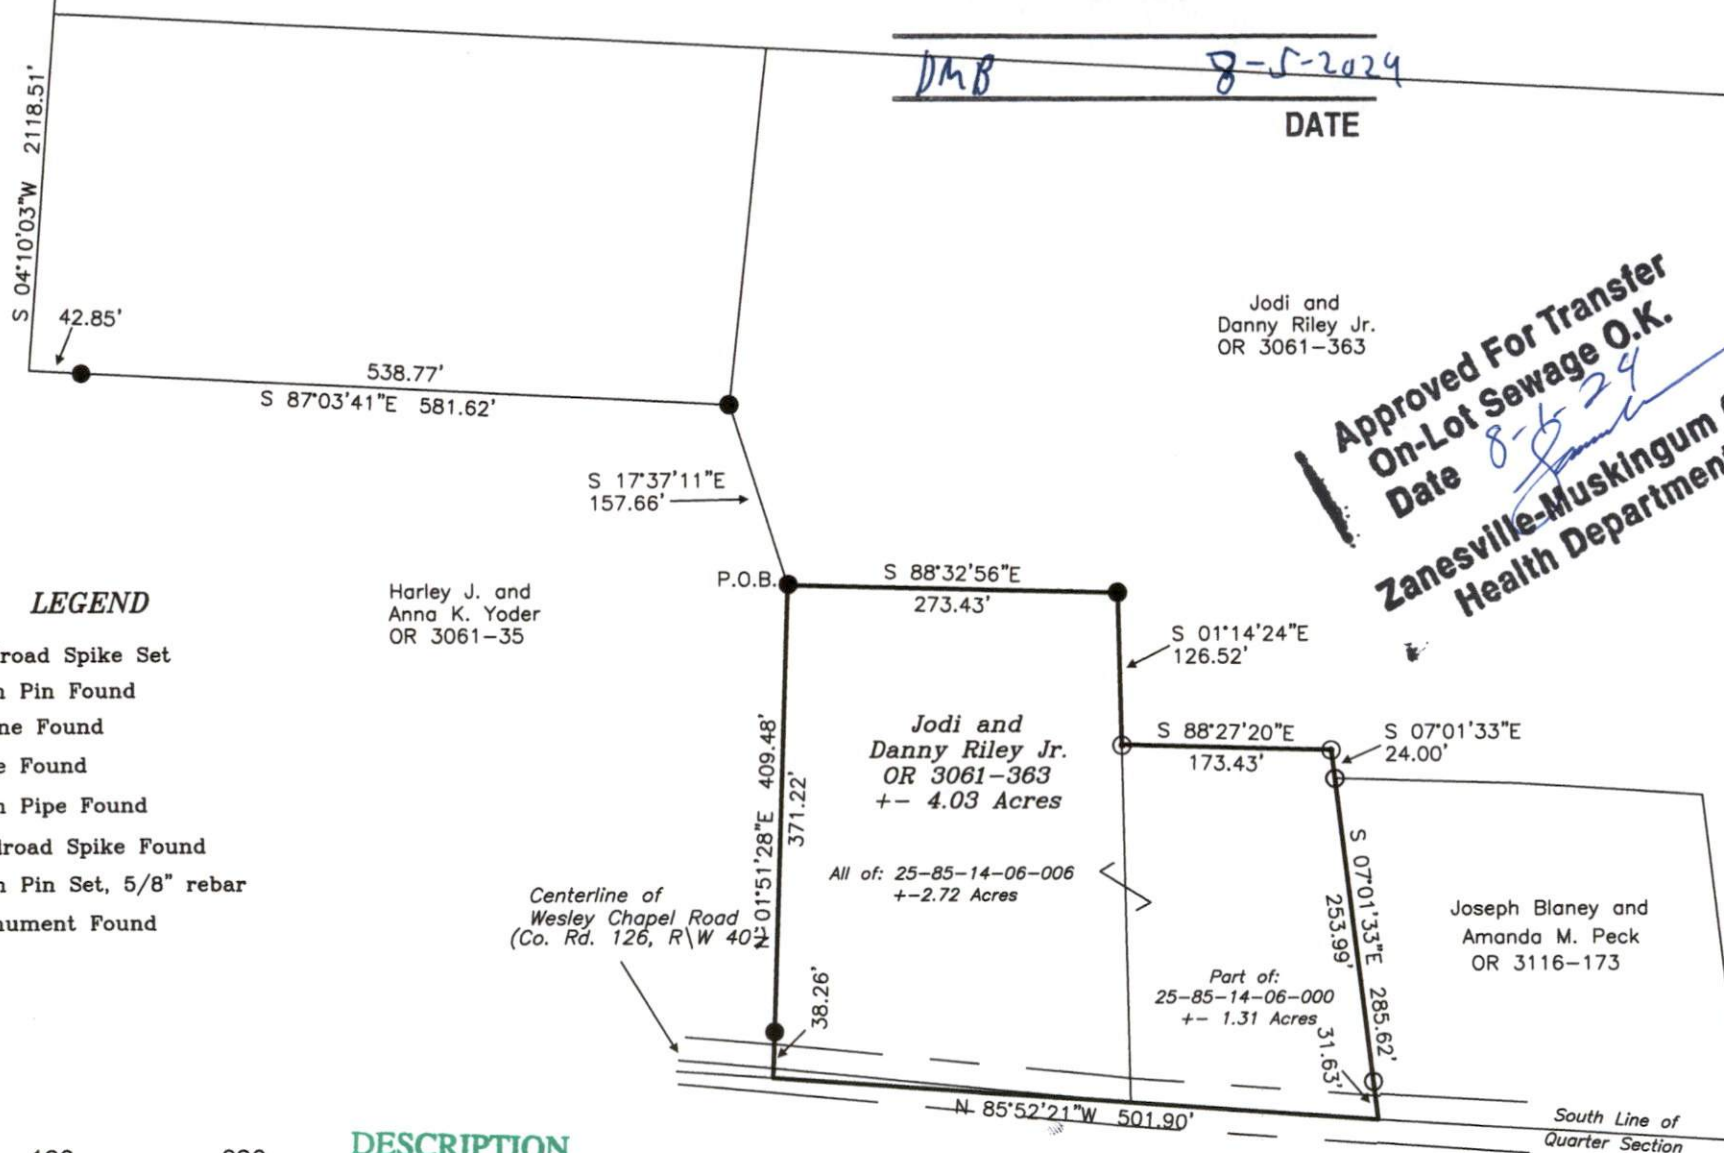 DMB 8-5-2024
DATE
S 04°10'03"W 2118.51'
42.85'
538.77'
S 87°03'41"E 581.62'
Jodi and
Danny Riley Jr.
OR 3061-363
Approved For Transfer
On-Lot Sewage O.K.
Date 8-1-24
Zanesville-Muskingum
Health Department
S 17°37'11"E
157.66'
P.O.B.
S 88°32'56"E
273.43'
Harley J. and
Anna K. Yoder
OR 3061-35
LEGEND
road Spike Set
Pin Found
ne Found
e Found
Pipe Found
road Spike Found
Pin Set, 5/8" rebar
nument Found
S 01°14'24"E
126.52'
S 88°27'20"E
173.43'
S 07°01'33"E
24.00'
Jodi and
Danny Riley Jr.
OR 3061-363
+- 4.03 Acres
N 01°51'28"E 409.48'
371.22'
All of: 25-85-14-06-006
+-2.72 Acres
Centerline of
Wesley Chapel Road
(Co. Rd. 126, R\W 40')
38.26'
S 07°01'33"E 285.62'
253.99'
Joseph Blaney and
Amanda M. Peck
OR 3116-173
Part of:
25-85-14-06-000
+- 1.31 Acres
31.63'
N 85°52'21"W 501.90'
South Line of
Quarter Section
DESCRIPTION